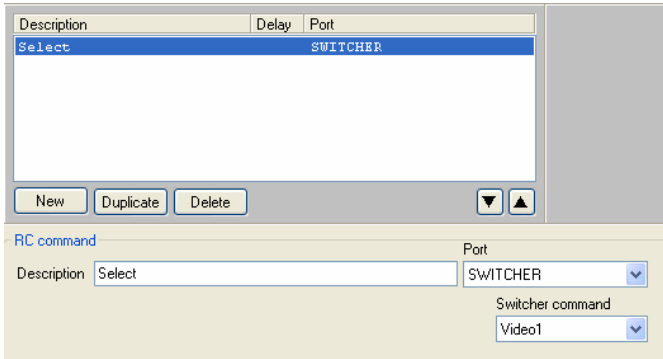 Description Delay Port
Select SWITCHER
New Duplicate Delete
RC command
Port
Description Select SWITCHER
Switcher command
Video1